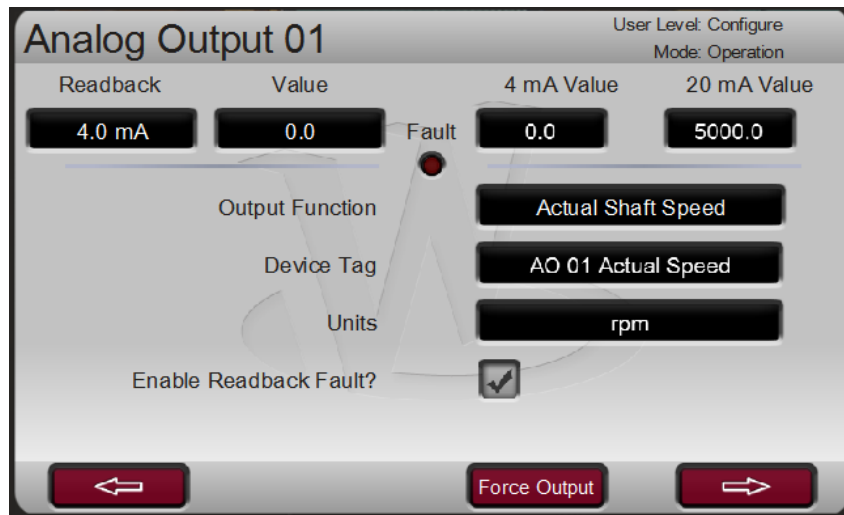 Analog Output 01
User Level: Configure
Mode: Operation
Readback Value 4 mA Value 20 mA Value
4.0 mA 0.0 Fault 0.0 5000.0
Output Function Actual Shaft Speed
Device Tag AO 01 Actual Speed
Units rpm
Enable Readback Fault?
Force Output